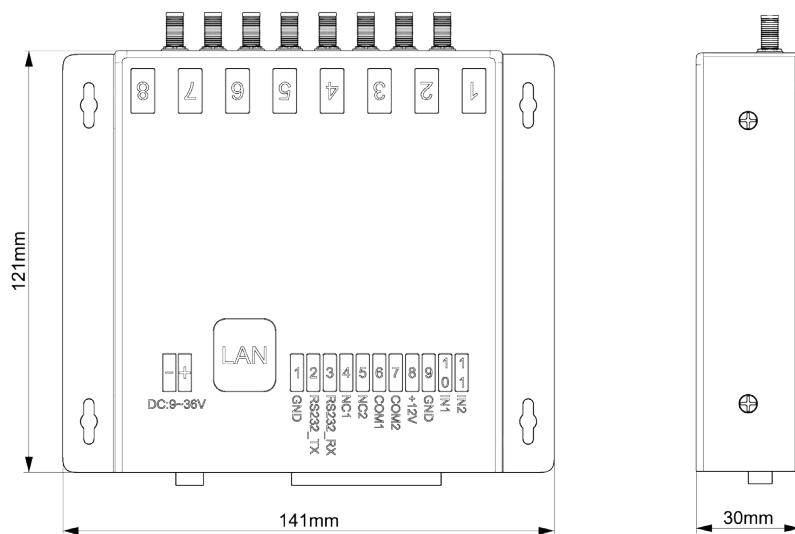 8 7 6 5 4 3 2 1
121mm
LAN
- +
DC:9~36V
1 2 3 4 5 6 7 8 9 10 11
GND
RS232_TX
RS232_RX
NC1
NC2
COM1
COM2
+12V
GND
IN1
IN2
141mm
30mm